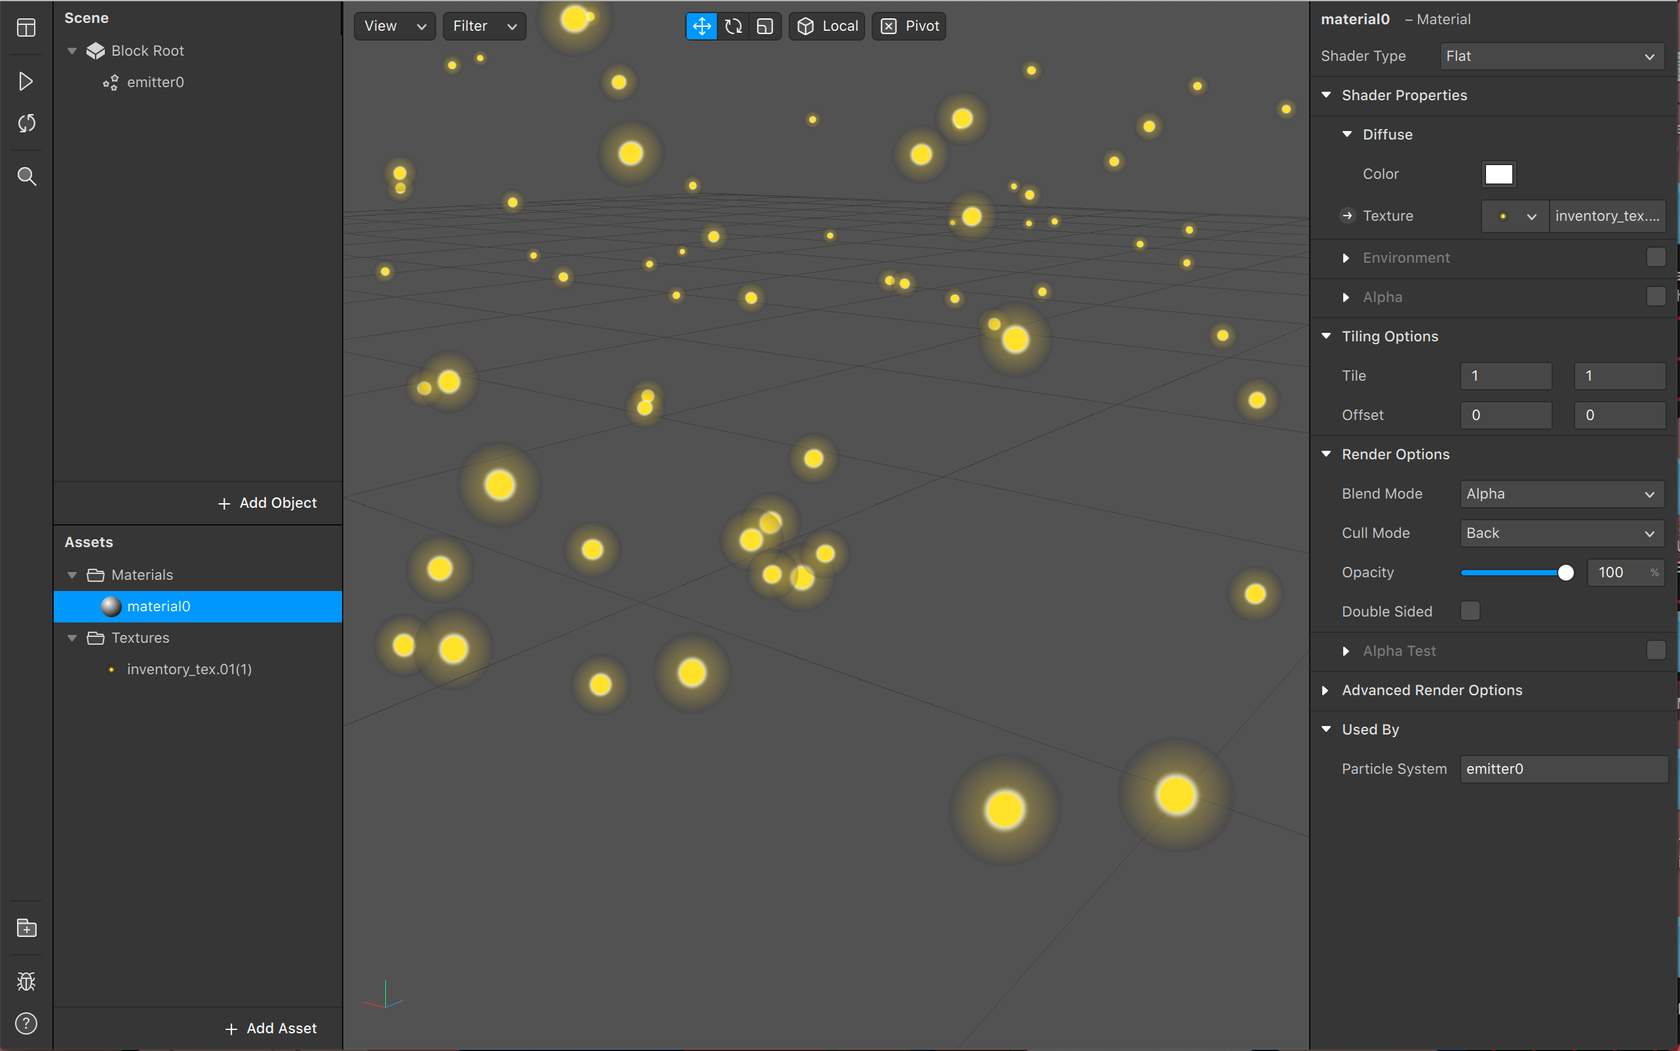 Scene
Block Root
emitter0
+ Add Object
Assets
Materials
material0
Textures
inventory_tex.01(1)
+ Add Asset
View
Filter
Local
Pivot
material0 – Material
Shader Type Flat
Shader Properties
Diffuse
Color
Texture inventory_tex....
Environment
Alpha
Tiling Options
Tile 1 1
Offset 0 0
Render Options
Blend Mode Alpha
Cull Mode Back
Opacity 100 %
Double Sided
Alpha Test
Advanced Render Options
Used By
Particle System emitter0